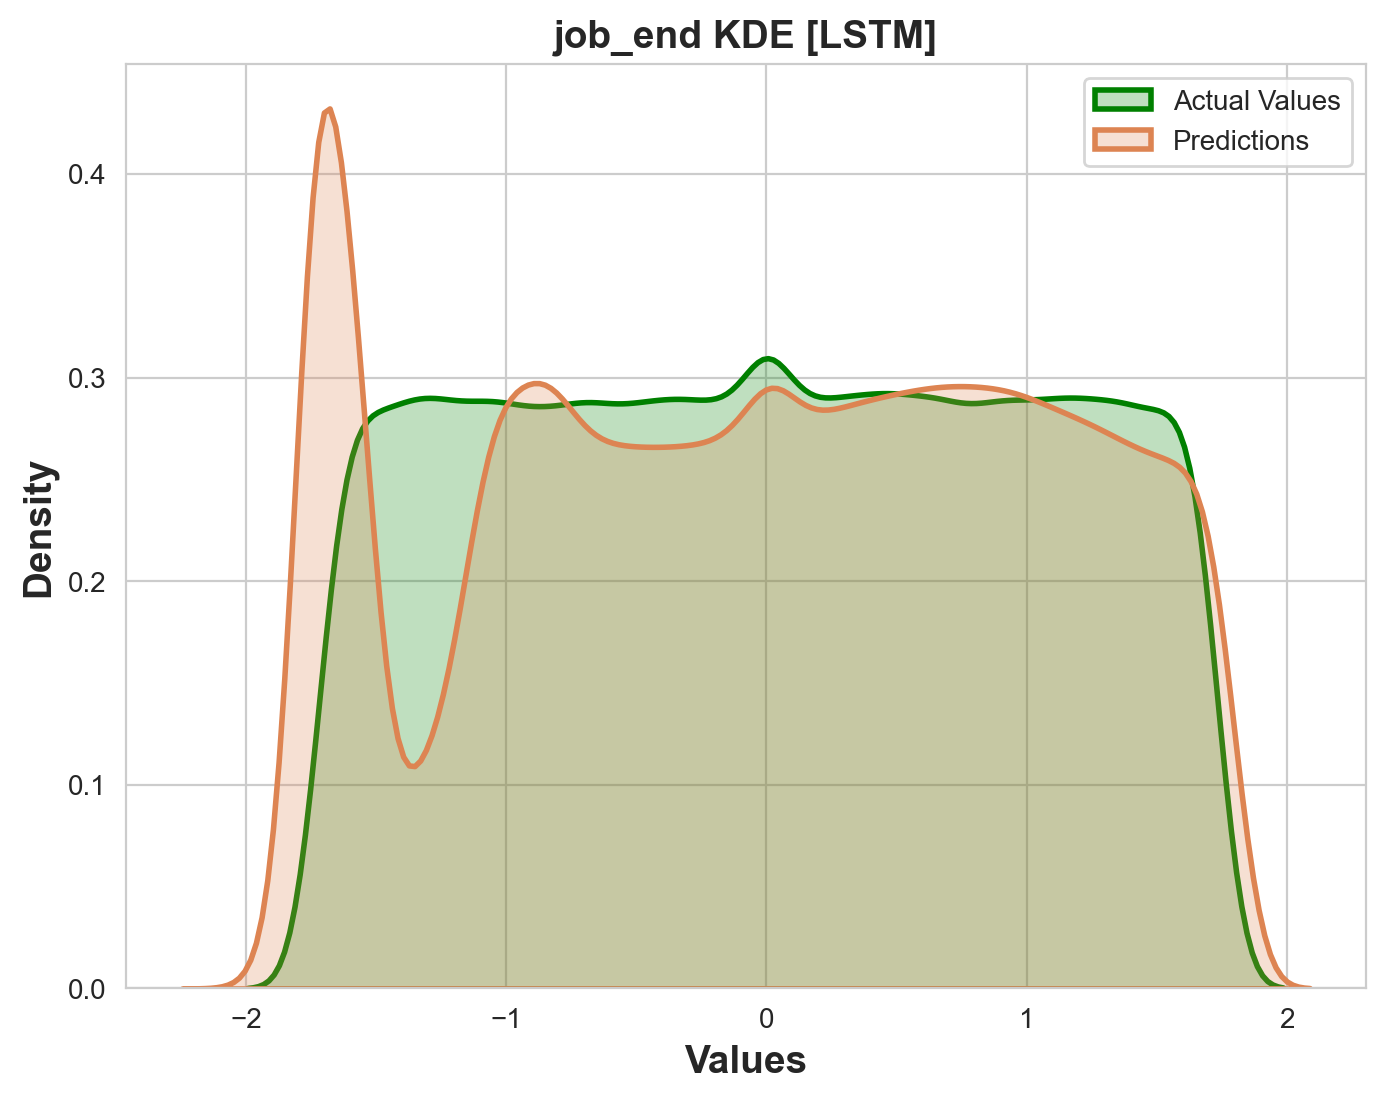 job_end KDE [LSTM]
Actual Values
Predictions
0.4
0.3
0.2
0.1
0.0
Density
−2
−1
0
1
2
Values